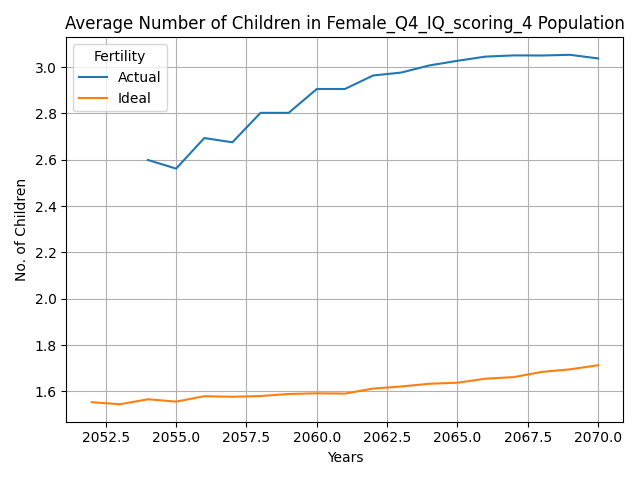 Average Number of Children in Female_Q4_IQ_scoring_4 Population
Fertility
Actual
Ideal
No. of Children
3.0
2.8
2.6
2.4
2.2
2.0
1.8
1.6
2052.5 2055.0 2057.5 2060.0 2062.5 2065.0 2067.5 2070.0
Years